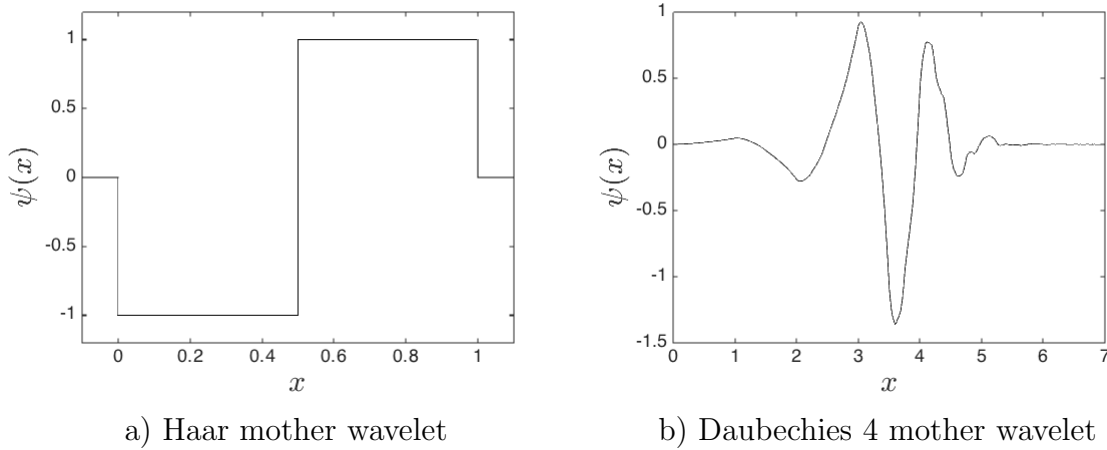 1
0.5
0
-0.5
-1
ψ(x)
0 0.2 0.4 0.6 0.8 1
x
a) Haar mother wavelet
1
0.5
0
-0.5
-1
-1.5
ψ(x)
0 1 2 3 4 5 6 7
x
b) Daubechies 4 mother wavelet